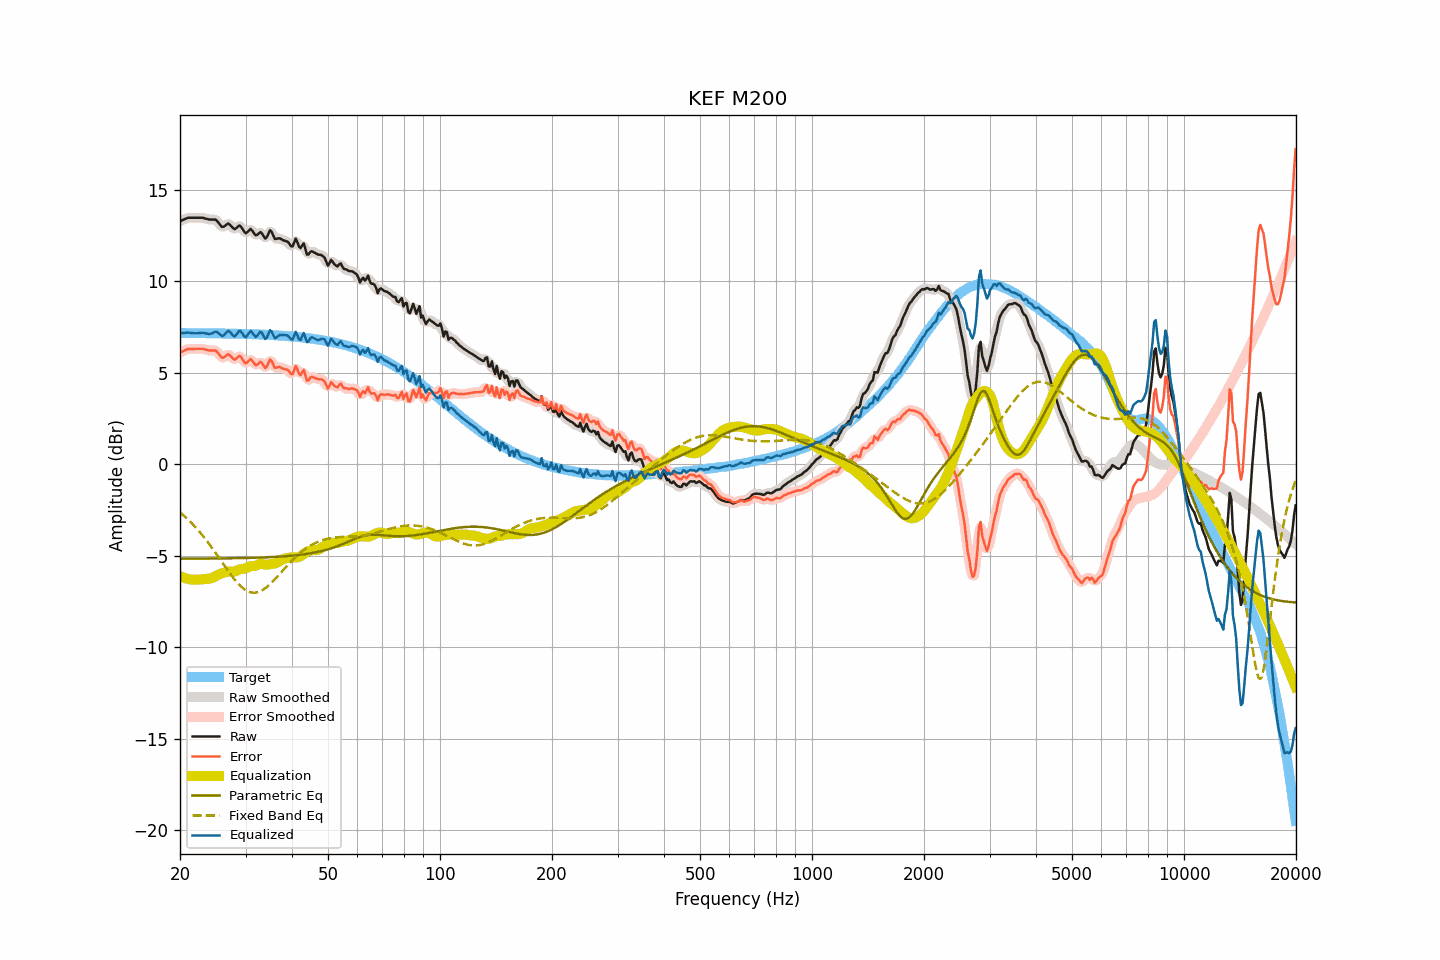 KEF M200
Amplitude (dBr)
15
10
5
0
−5
−10
−15
−20
Target
Raw Smoothed
Error Smoothed
Raw
Error
Equalization
Parametric Eq
Fixed Band Eq
Equalized
20 50 100 200 500 1000 2000 5000 10000 20000
Frequency (Hz)